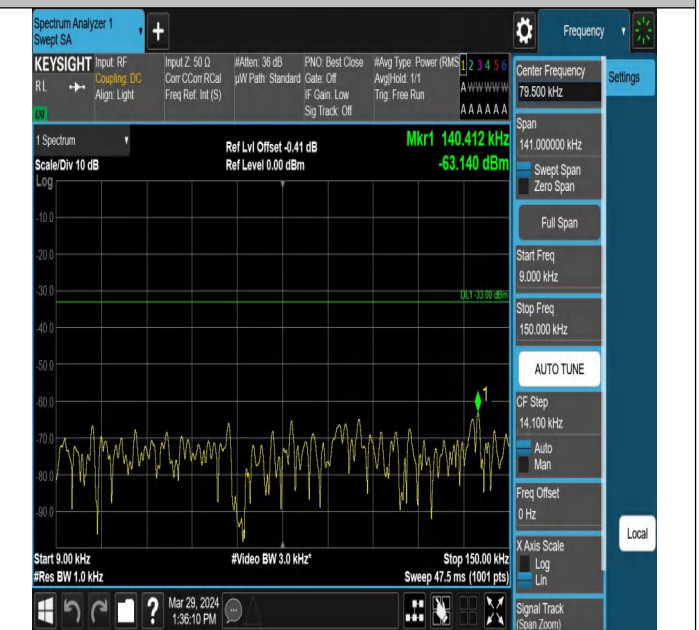 Spectrum Analyzer 1
Swept SA
+
Frequency
KEYSIGHT
RL
LXI
Input: RF
Coupling: DC
Align: Light
Input Z: 50 Ω
Corr CCorr RCal
Freq Ref: Int (S)
#Atten: 36 dB
µW Path: Standard
PNO: Best Close
Gate: Off
IF Gain: Low
Sig Track: Off
#Avg Type: Power (RMS
Avg|Hold: 1/1
Trig: Free Run
1 2 3 4 5 6
A W W W W W
A A A A A A
1 Spectrum
Scale/Div 10 dB
Log
Ref Lvl Offset -0.41 dB
Ref Level 0.00 dBm
Mkr1 140.412 kHz
-63.140 dBm
-10.0
-20.0
-30.0
DL1 -33.00 dBm
-40.0
-50.0
-60.0
1
-70.0
-80.0
-90.0
Start 9.00 kHz
#Res BW 1.0 kHz
#Video BW 3.0 kHz*
Stop 150.00 kHz
Sweep 47.5 ms (1001 pts)
?
Mar 29, 2024
1:36:10 PM
Center Frequency
79.500 kHz
Settings
Span
141.000000 kHz
Swept Span
Zero Span
Full Span
Start Freq
9.000 kHz
Stop Freq
150.000 kHz
AUTO TUNE
CF Step
14.100 kHz
Auto
Man
Freq Offset
0 Hz
Local
X Axis Scale
Log
Lin
Signal Track
(Span Zoom)